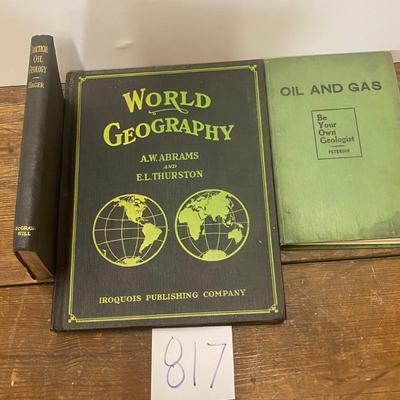 PRACTICAL
OIL
GEOLOGY
HAGER
McGRAW
HILL
WORLD
GEOGRAPHY
A.W. ABRAMS
AND
E.L. THURSTON
IROQUOIS PUBLISHING COMPANY
OIL AND GAS
Be
Your
Own
Geologist
PETERSON
817